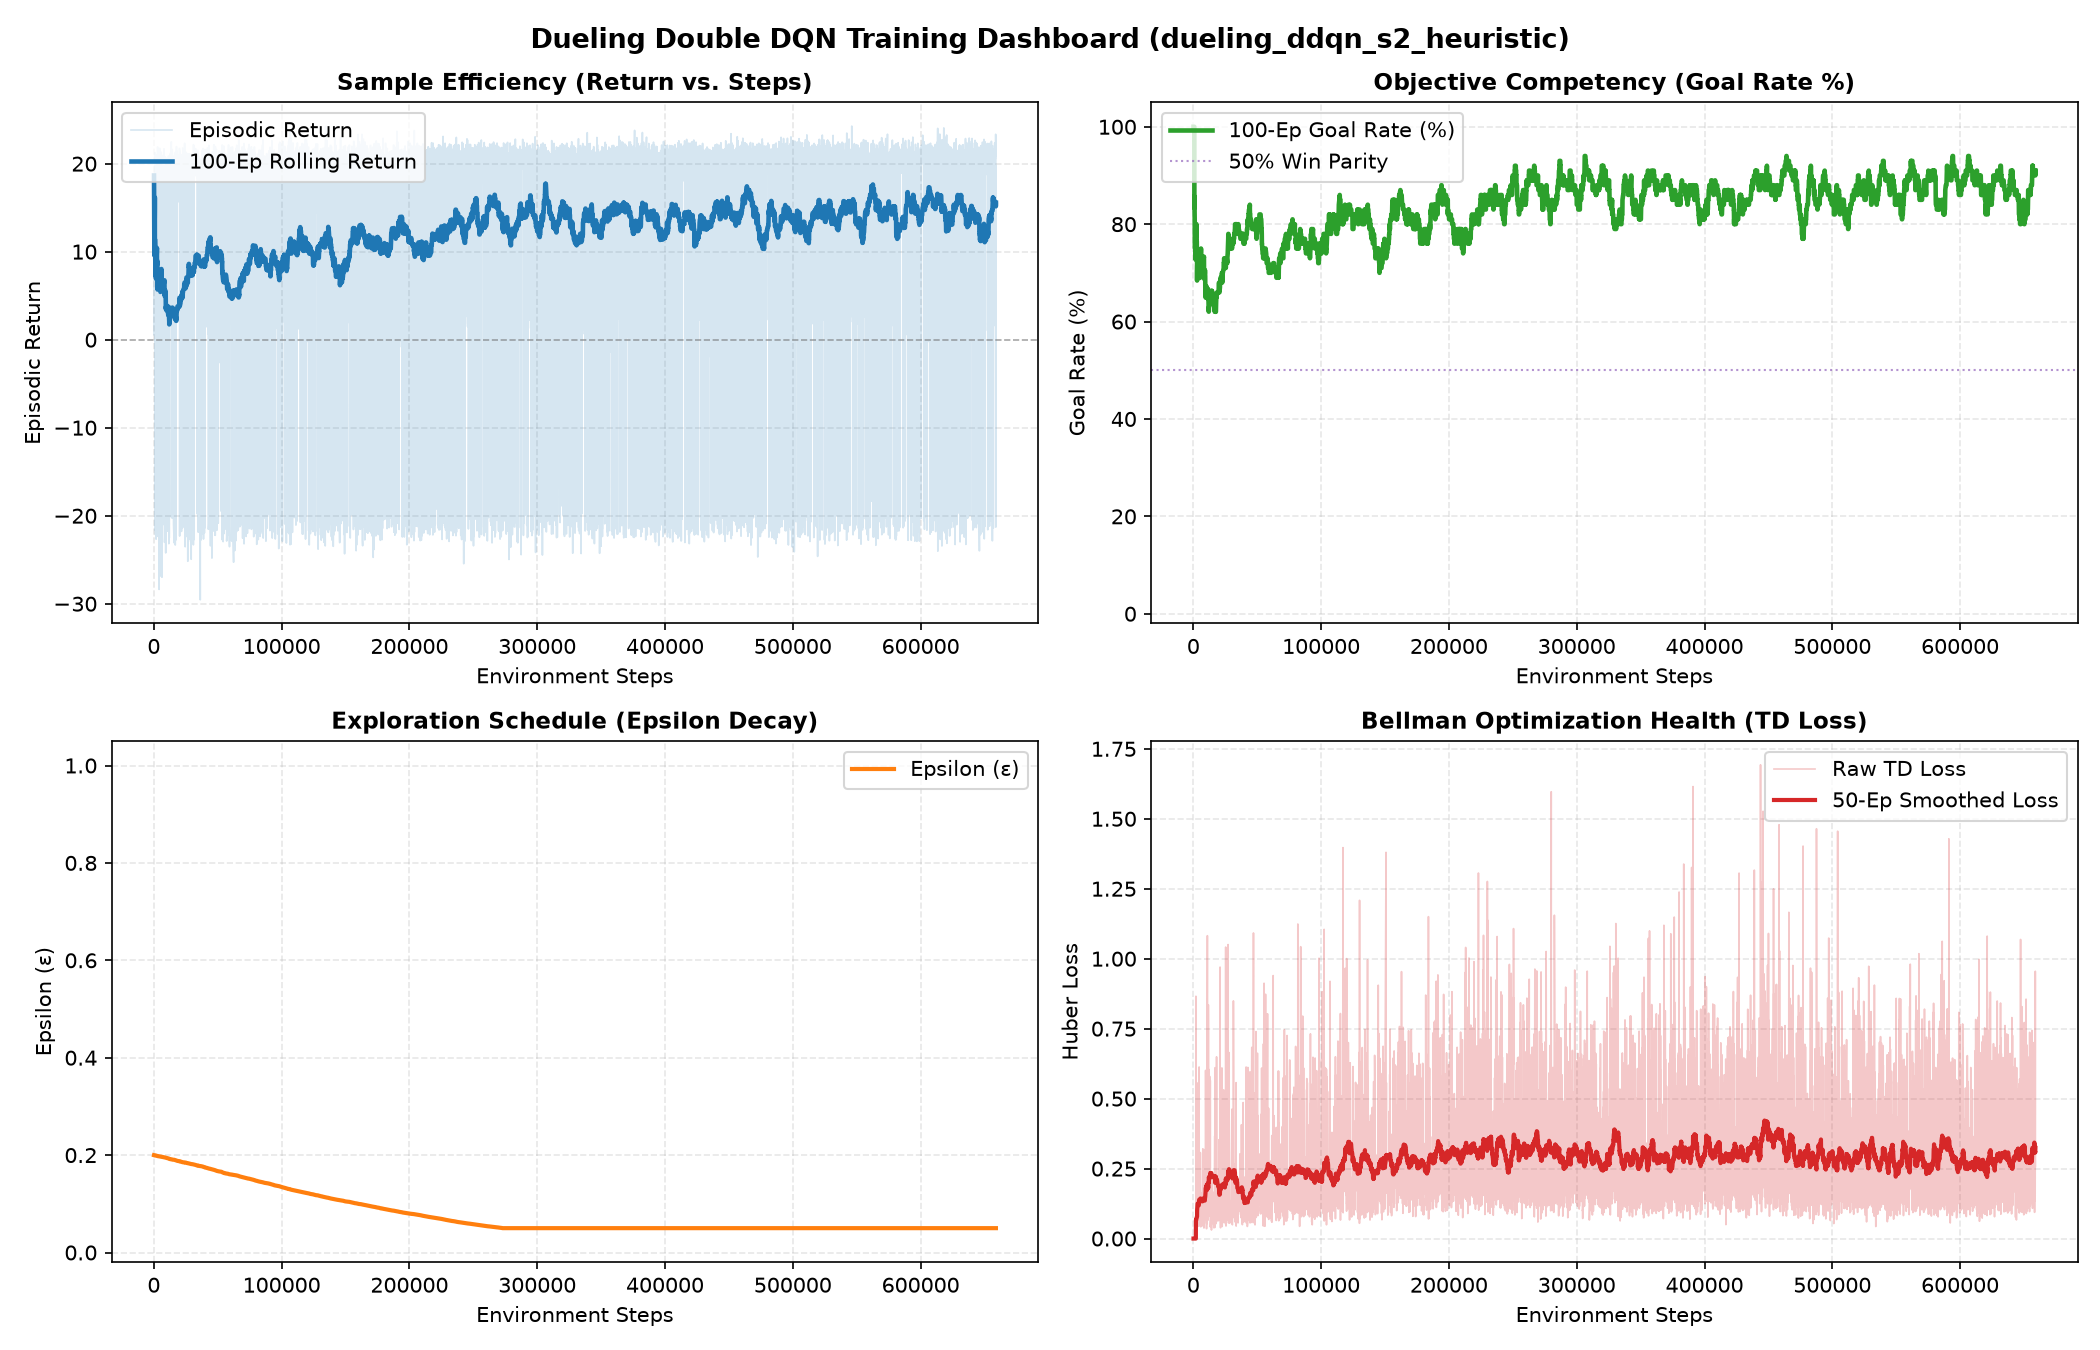 Dueling Double DQN Training Dashboard (dueling_ddqn_s2_heuristic)
Sample Efficiency (Return vs. Steps)
Episodic Return
100-Ep Rolling Return
20
10
0
−10
−20
−30
Episodic Return
0
100000
200000
300000
400000
500000
600000
Environment Steps
Objective Competency (Goal Rate %)
100-Ep Goal Rate (%)
50% Win Parity
100
80
60
40
20
0
Goal Rate (%)
0
100000
200000
300000
400000
500000
600000
Environment Steps
Exploration Schedule (Epsilon Decay)
Epsilon (ε)
1.0
0.8
0.6
0.4
0.2
0.0
Epsilon (ε)
0
100000
200000
300000
400000
500000
600000
Environment Steps
Bellman Optimization Health (TD Loss)
Raw TD Loss
50-Ep Smoothed Loss
1.75
1.50
1.25
1.00
0.75
0.50
0.25
0.00
Huber Loss
0
100000
200000
300000
400000
500000
600000
Environment Steps